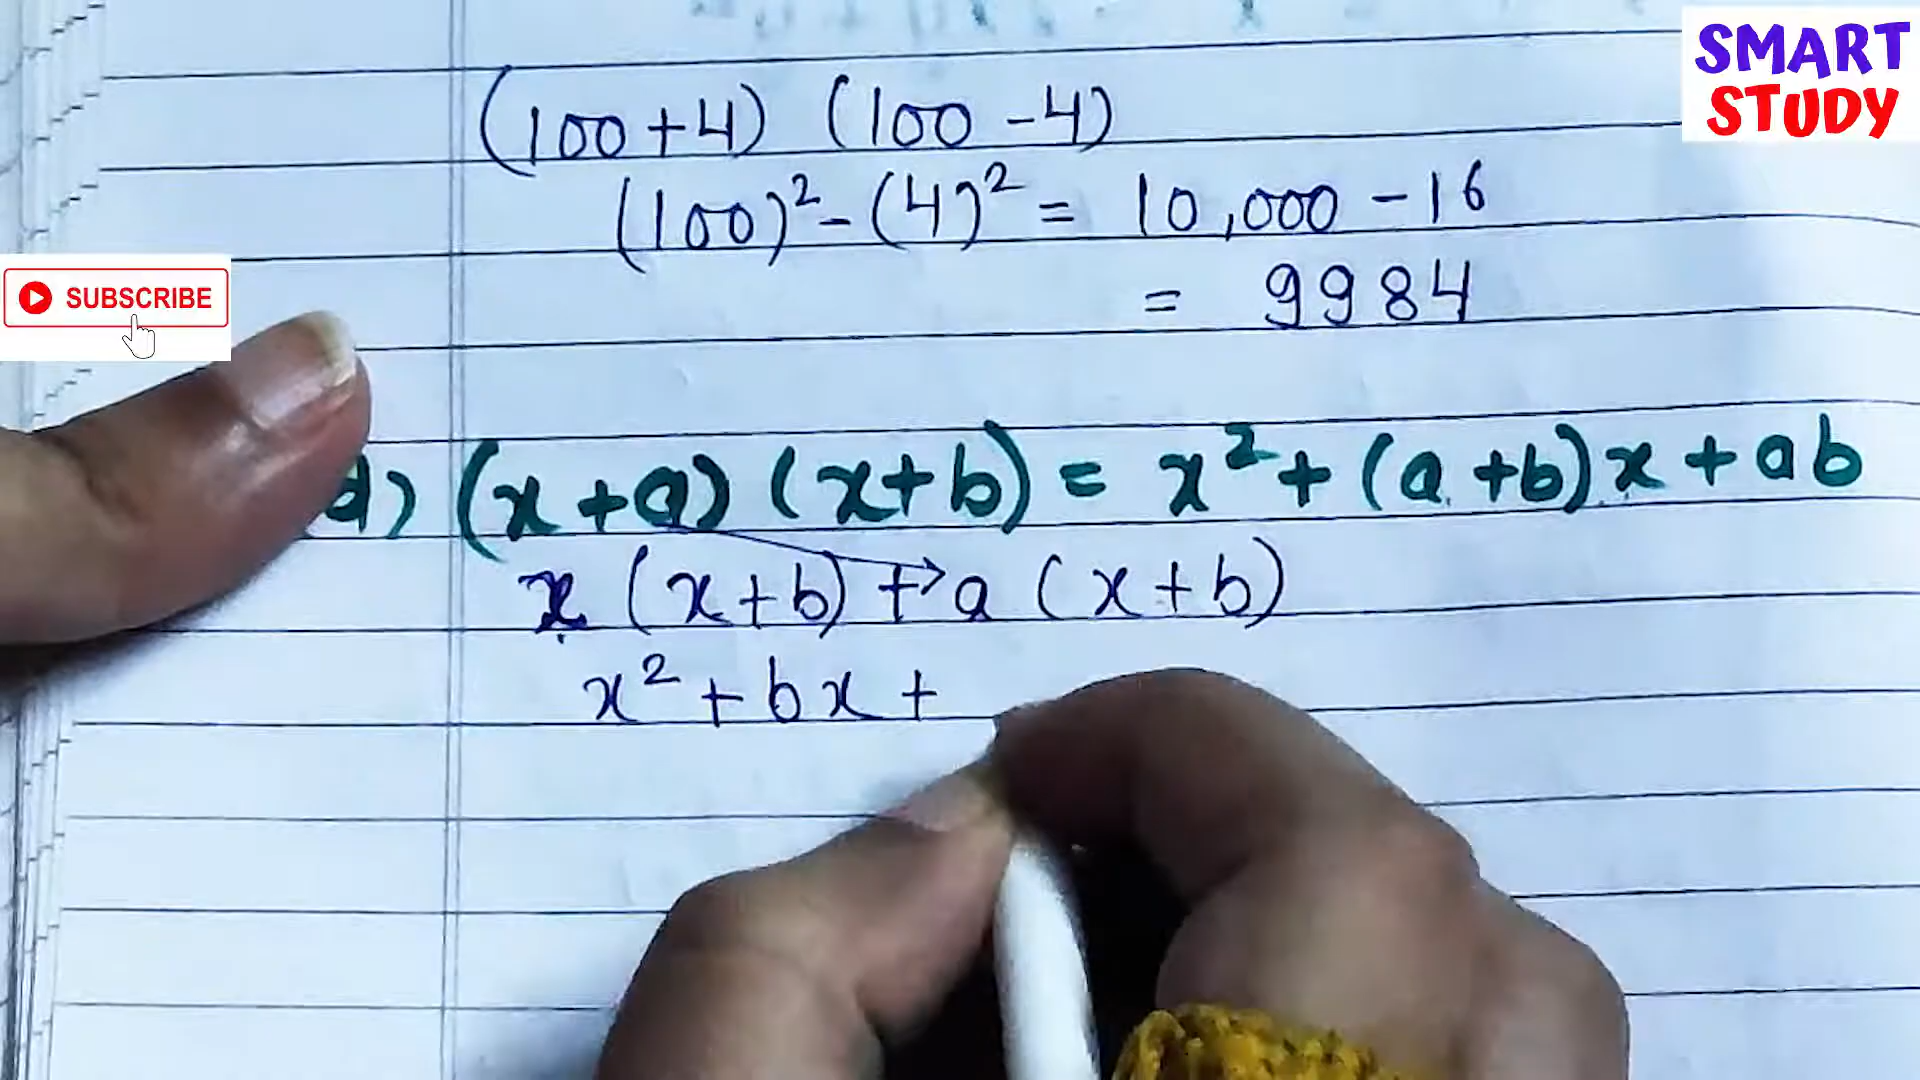 SMART
STUDY
(100+4) (100-4)
(100)² - (4)² = 10,000 - 16
= 9984
SUBSCRIBE
d) (x+a) (x+b) = x² + (a+b)x + ab
x (x+b) + a (x+b)
x² + bx +